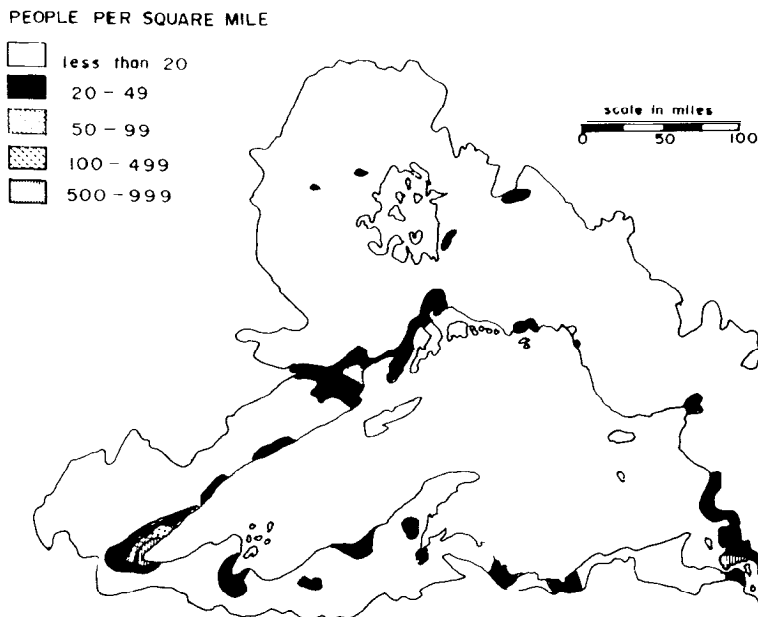 PEOPLE PER SQUARE MILE
less than 20
20 - 49
50 - 99
100 - 499
500 - 999
scale in miles
0 50 100